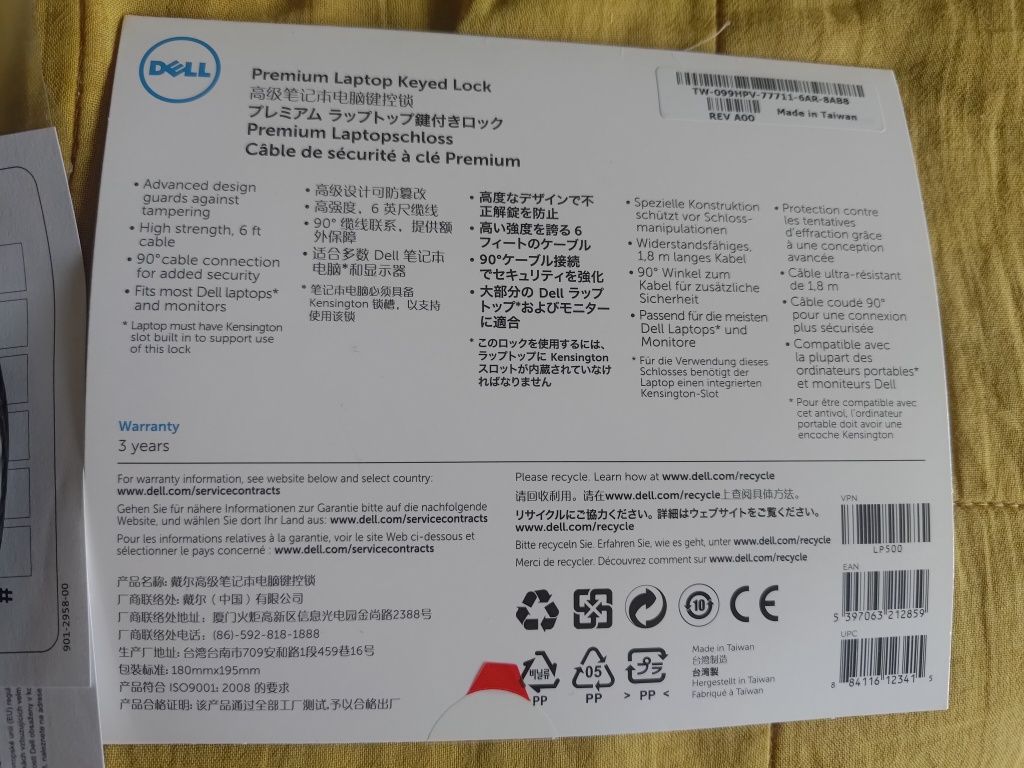 DELL
Premium Laptop Keyed Lock
高级笔记本电脑键控锁
プレミアム ラップトップ鍵付きロック
Premium Laptopschloss
Câble de sécurité à clé Premium
TW-099HPV-77711-6AR-8AB8
REV A00
Made in Taiwan
• Advanced design
guards against
tampering
• High strength, 6 ft
cable
• 90° cable connection
for added security
• Fits most Dell laptops*
and monitors
* Laptop must have Kensington
slot built in to support use
of this lock
• 高级设计可防篡改
• 高强度，6 英尺缆线
• 90° 缆线联系，提供额
外保障
• 适合多数 Dell 笔记本
电脑*和显示器
* 笔记本电脑必须具备
Kensington 锁槽，以支持
使用该锁
• 高度なデザインで不
正解錠を防止
• 高い強度を誇る 6
フィートのケーブル
• 90°ケーブル接続
でセキュリティを強化
• 大部分の Dell ラップ
トップ*およびモニター
に適合
* このロックを使用するには、
ラップトップに Kensington
スロットが内蔵されていなけ
ればなりません
• Spezielle Konstruktion
schützt vor Schloss-
manipulationen
• Widerstandsfähiges,
1,8 m langes Kabel
• 90° Winkel zum
Kabel für zusätzliche
Sicherheit
• Passend für die meisten
Dell Laptops* und
Monitore
* Für die Verwendung dieses
Schlosses benötigt der
Laptop einen integrierten
Kensington-Slot
• Protection contre
les tentatives
d'effraction grâce
à une conception
avancée
• Câble ultra-résistant
de 1,8 m
• Câble coudé 90°
pour une connexion
plus sécurisée
• Compatible avec
la plupart des
ordinateurs portables*
et moniteurs Dell
* Pour être compatible avec
cet antivol, l'ordinateur
portable doit avoir une
encoche Kensington
Warranty
3 years
For warranty information, see website below and select country:
www.dell.com/servicecontracts
Gehen Sie für nähere Informationen zur Garantie bitte auf die nachfolgende
Website, und wählen Sie dort Ihr Land aus: www.dell.com/servicecontracts
Pour les informations relatives à la garantie, voir le site Web ci-dessous et
sélectionner le pays concerné : www.dell.com/servicecontracts
产品名称: 戴尔高级笔记本电脑键控锁
厂商联络处: 戴尔（中国）有限公司
厂商联络处地址: 厦门火炬高新区信息光电园金尚路2388号
厂商联络处电话: (86)-592-818-1888
生产厂地址: 台湾台南市709安和路1段459巷16号
包装标准: 180mmx195mm
产品符合 ISO9001: 2008 的要求
产品合格证明: 该产品通过全部工厂测试,予以合格出厂
Please recycle. Learn how at www.dell.com/recycle
请回收利用。请在www.dell.com/recycle上查阅具体方法。
リサイクルにご協力ください。詳細はウェブサイトをご覧ください。
www.dell.com/recycle
Bitte recyceln Sie. Erfahren Sie, wie es geht, unter www.dell.com/recycle
Merci de recycler. Découvrez comment sur www.dell.com/recycle
10
CE
비닐류
PP
05
PP
プラ
> PP <
Made in Taiwan
台湾制造
台湾製
Hergestellt in Taiwan
Fabriqué à Taiwan
VPN
LP500
EAN
5 397063 212859
UPC
8 84116 12341 5
#
901-2958-00